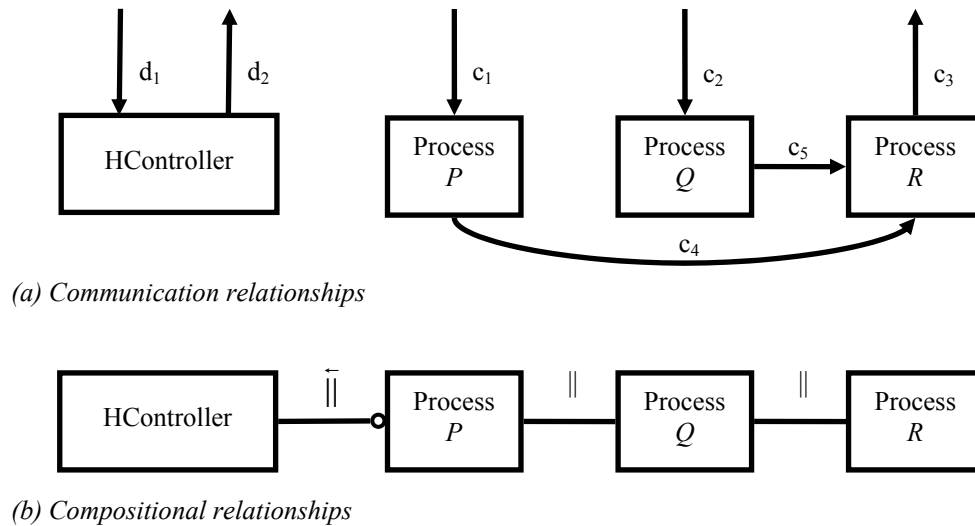 d₁ d₂ c₁ c₂ c₃
HController
Process
P
Process
Q
c₅
Process
R
c₄
(a) Communication relationships
HController
←
||
Process
P
||
Process
Q
||
Process
R
(b) Compositional relationships